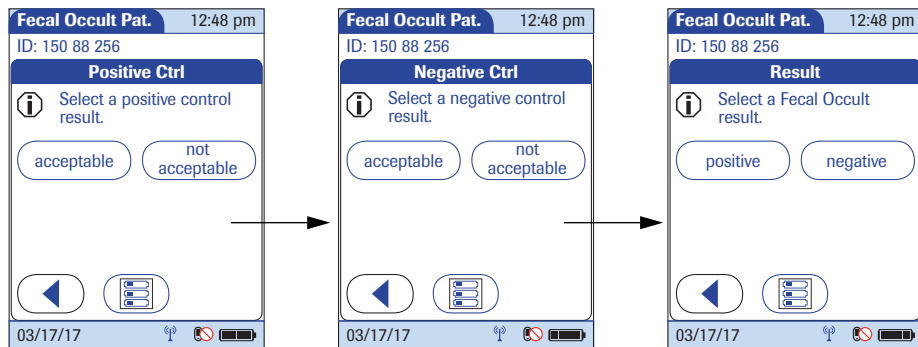 Fecal Occult Pat. 12:48 pm
ID: 150 88 256
Positive Ctrl
Select a positive control
result.
acceptable
not
acceptable
03/17/17
Fecal Occult Pat. 12:48 pm
ID: 150 88 256
Negative Ctrl
Select a negative control
result.
acceptable
not
acceptable
03/17/17
Fecal Occult Pat. 12:48 pm
ID: 150 88 256
Result
Select a Fecal Occult
result.
positive
negative
03/17/17